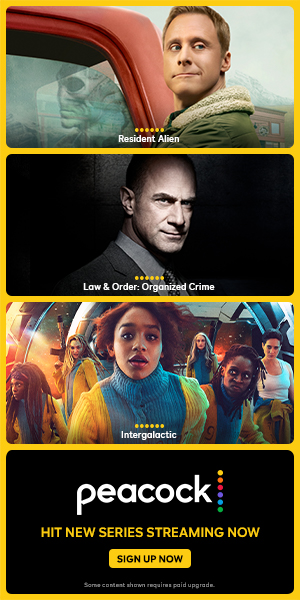 Resident Alien
Law & Order: Organized Crime
Intergalactic
peacock
HIT NEW SERIES STREAMING NOW
SIGN UP NOW
Some content shown requires paid upgrade.